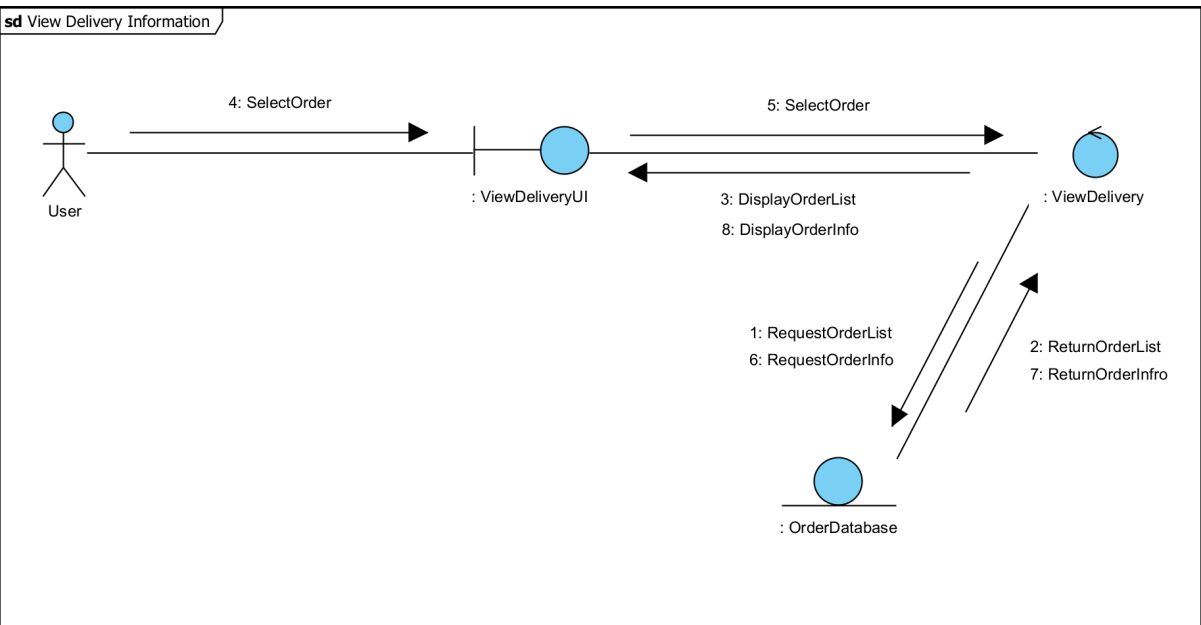 sd View Delivery Information
4: SelectOrder
5: SelectOrder
User
: ViewDeliveryUI
: ViewDelivery
3: DisplayOrderList
8: DisplayOrderInfo
1: RequestOrderList
6: RequestOrderInfo
2: ReturnOrderList
7: ReturnOrderInfro
: OrderDatabase